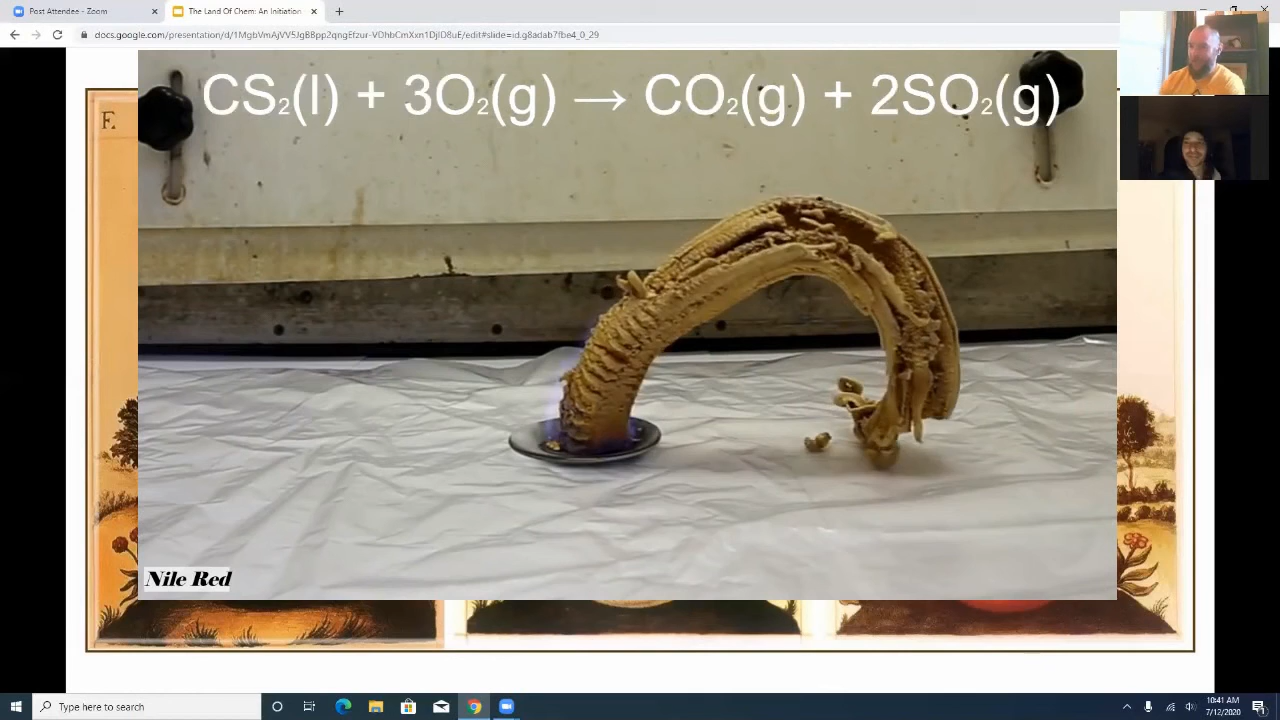 Post Attendee - Zoom
The Land Of Chem: An Initiation
docs.google.com/presentation/d/1MgbVmAjVV5JgBBpp2qngEfzur-VDhbCmXxn1DjlD8uE/edit#slide=id.g8adab7fbe4_0_29
CS₂(l) + 3O₂(g) → CO₂(g) + 2SO₂(g)
E.
Nile Red
Type here to search
10:41 AM
7/12/2020